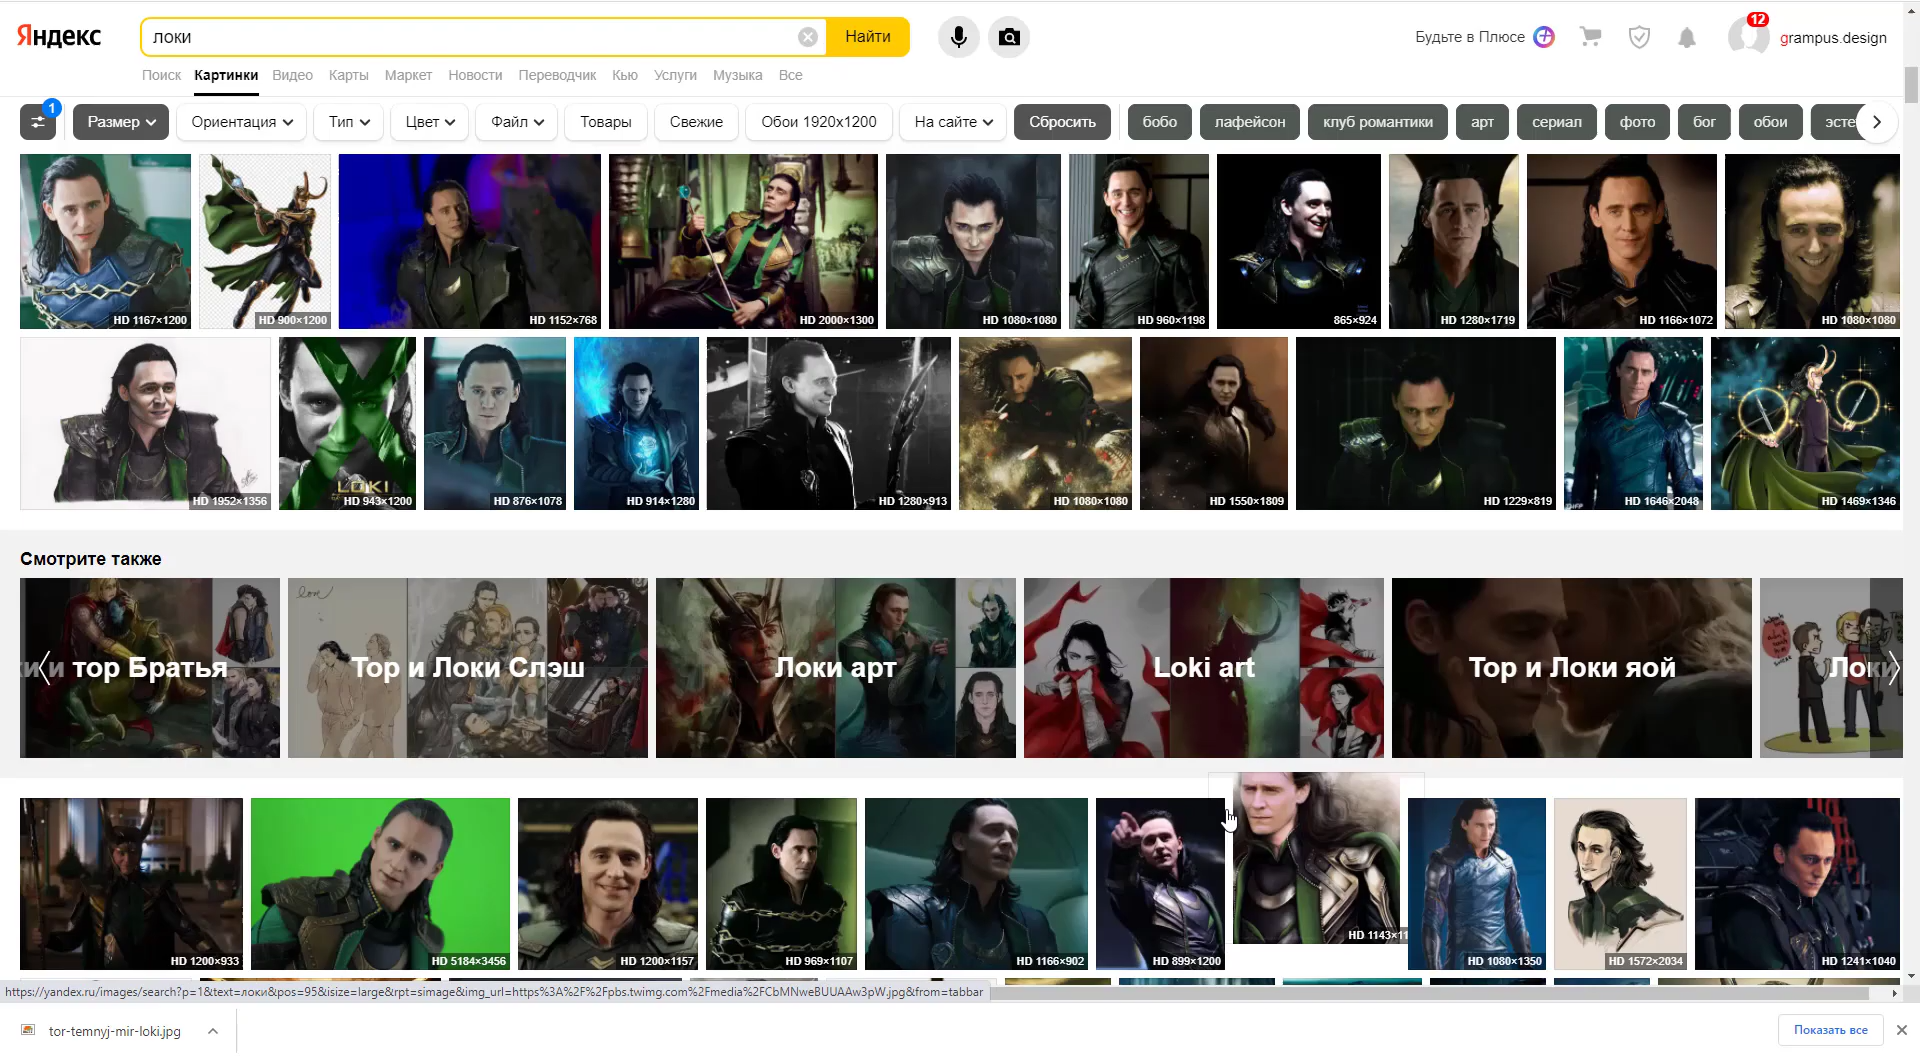 Яндекс
локи
Найти
Будьте в Плюсе
12
grampus.design
Поиск Картинки Видео Карты Маркет Новости Переводчик Кью Услуги Музыка Все
1
Размер Ориентация Тип Цвет Файл Товары Свежие Обои 1920x1200 На сайте Сбросить бобо лафейсон клуб романтики арт сериал фото бог обои эсте
HD 1167×1200 HD 900×1200 HD 1152×768 HD 2000×1300 HD 1080×1080 HD 960×1198 865×924 HD 1280×1719 HD 1166×1072 HD 1080×1080
LOKI
HD 1952×1356 HD 943×1200 HD 876×1078 HD 914×1280 HD 1280×913 HD 1080×1080 HD 1550×1809 HD 1229×819 HD 1646×2048 HD 1469×1346
Смотрите также
love
и тор Братья Тор и Локи Слэш Локи арт Loki art Тор и Локи яой Локи
HD 1143×11
HD 1200×933 HD 5184×3456 HD 1200×1157 HD 969×1107 HD 1166×902 HD 899×1200 HD 1080×1350 HD 1572×2034 HD 1241×1040
https://yandex.ru/images/search?p=1&text=локи&pos=95&isize=large&rpt=simage&img_url=https%3A%2F%2Fpbs.twimg.com%2Fmedia%2FCbMNweBUUAAw3pW.jpg&from=tabbar
tor-temnyj-mir-loki.jpg
Показать все